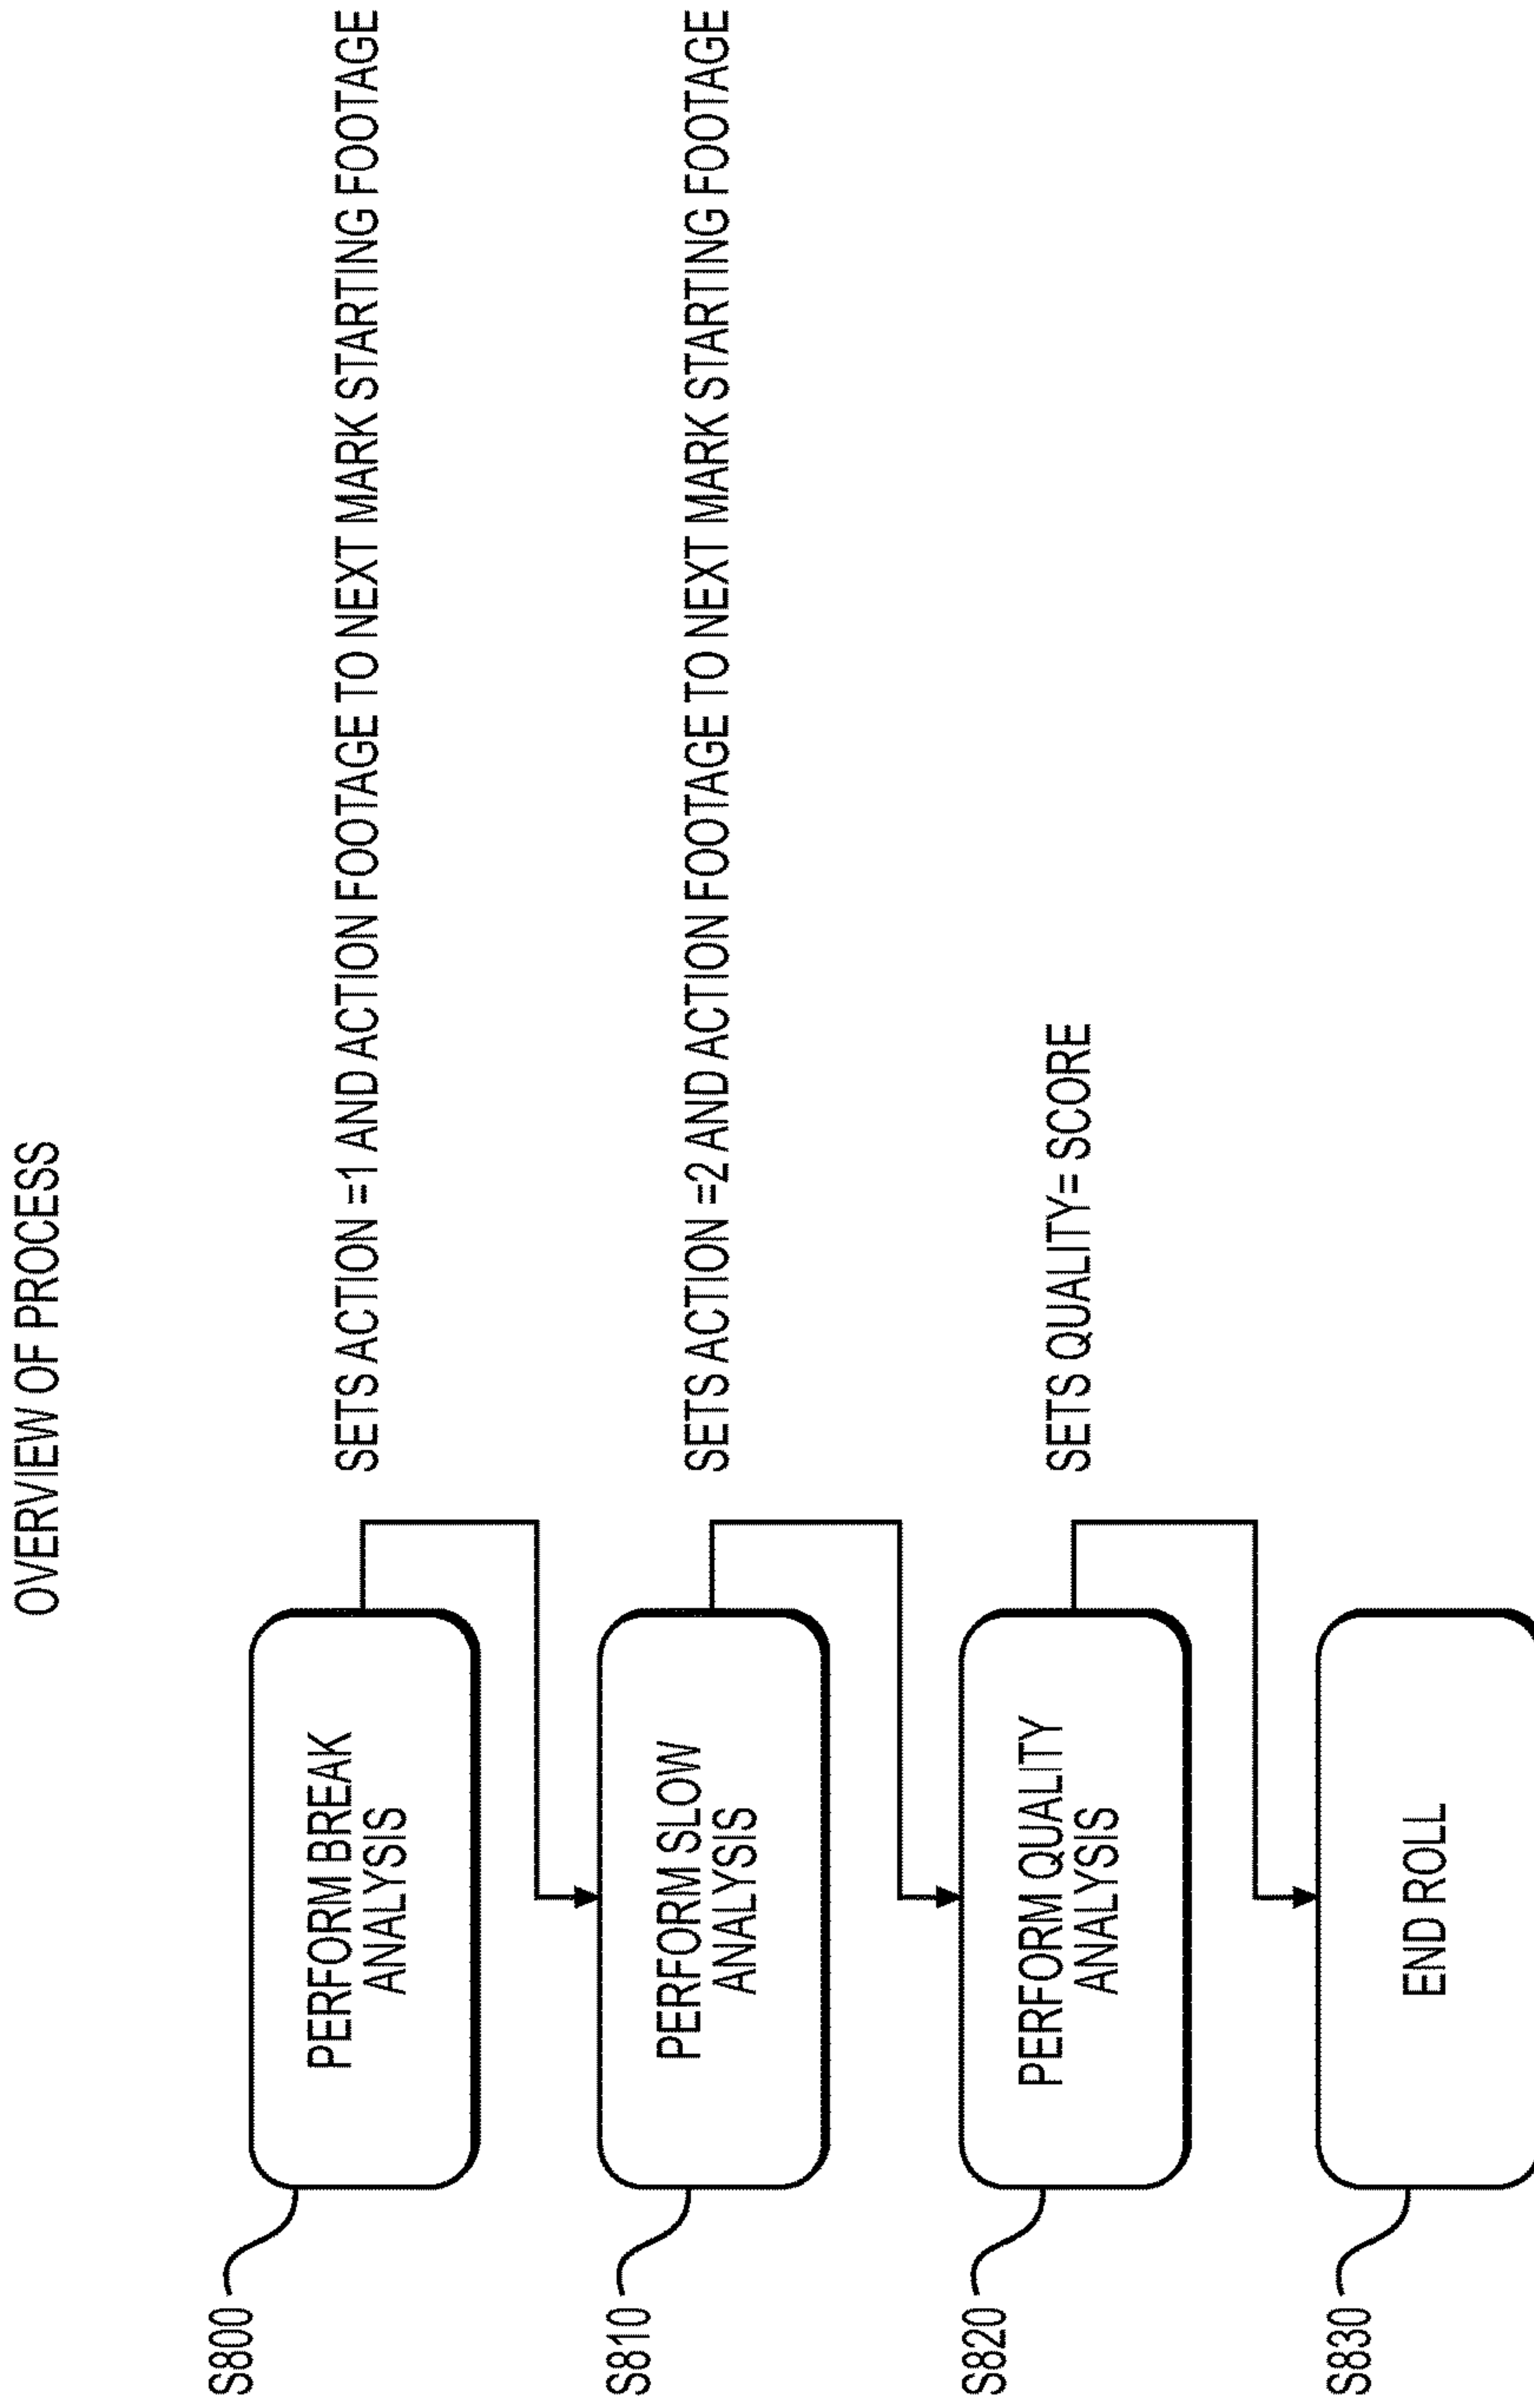 OVERVIEW OF PROCESS
S800
PERFORM BREAK
ANALYSIS
SETS ACTION =1 AND ACTION FOOTAGE TO NEXT MARK STARTING FOOTAGE
S810
PERFORM SLOW
ANALYSIS
SETS ACTION =2 AND ACTION FOOTAGE TO NEXT MARK STARTING FOOTAGE
S820
PERFORM QUALITY
ANALYSIS
SETS QUALITY= SCORE
S830
END ROLL